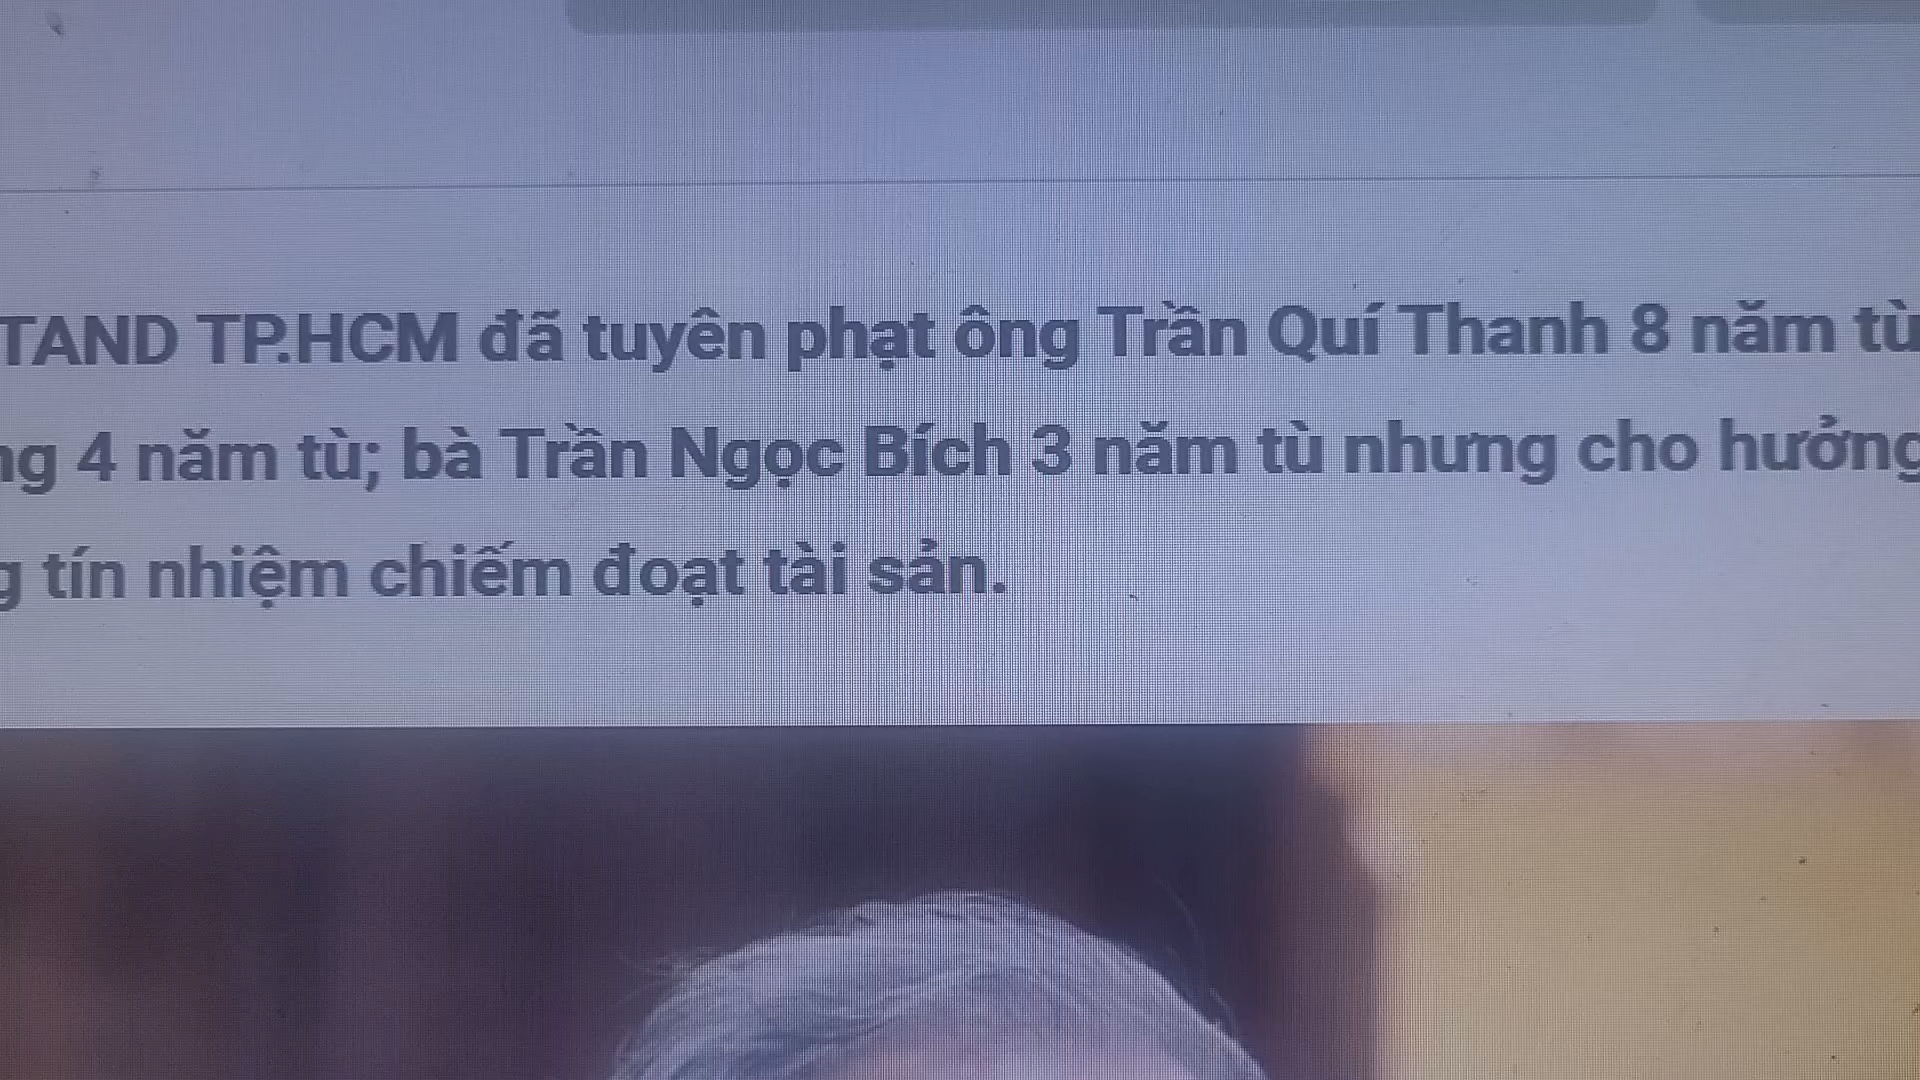 TAND TP.HCM đã tuyên phạt ông Trần Quí Thanh 8 năm tù
ng 4 năm tù; bà Trần Ngọc Bích 3 năm tù nhưng cho hưởng
g tín nhiệm chiếm đoạt tài sản.